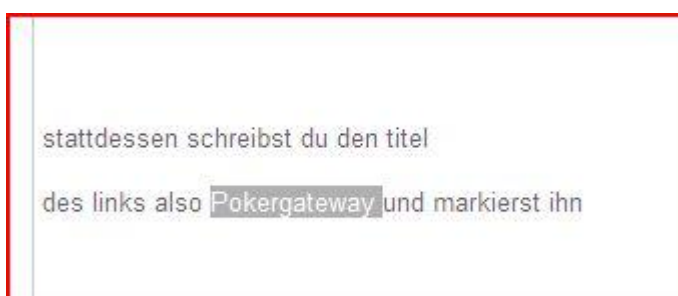 stattdessen schreibst du den titel
des links also Pokergateway und markierst ihn